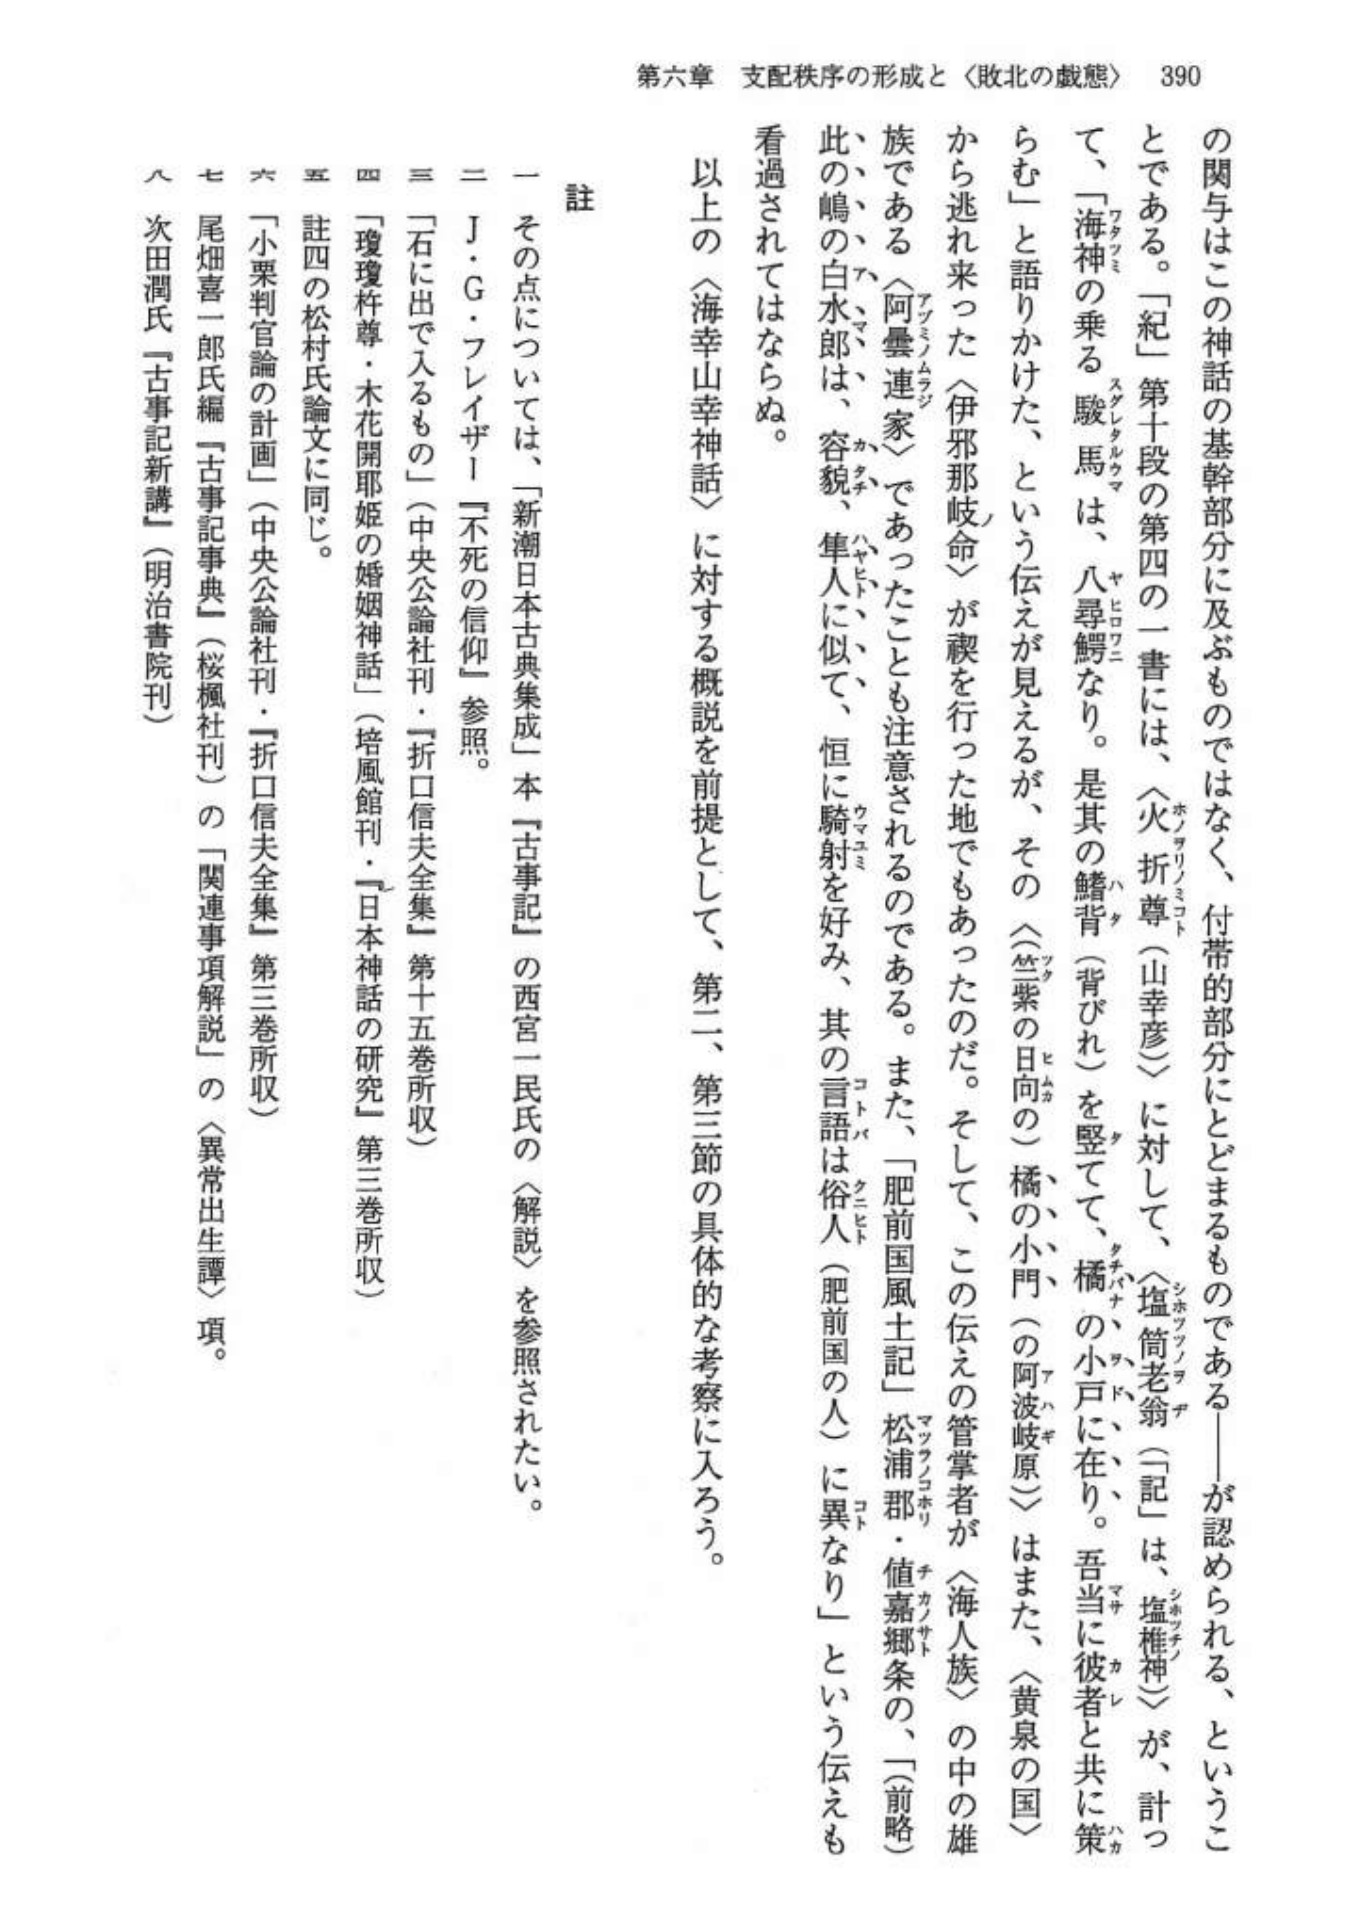 第六章　支配秩序の形成と〈敗北の戯態〉　390
の関与はこの神話の基幹部分に及ぶものではなく、付帯的部分にとどまるものである――が認められる、というこ
とである。「紀」第十段の第四の一書には、〈火折尊（山幸彦）〉に対して、〈塩筒老翁（「記」は、塩椎神）〉が、計っ
て、「海神の乗る駿馬は、八尋鰐なり。是其の鰭背（背びれ）を竪てて、橘の小戸に在り。吾当に彼者と共に策
らむ」と語りかけた、という伝えが見えるが、その〈（竺紫の日向の）橘の小門（の阿波岐原）〉はまた、〈黄泉の国〉
から逃れ来った〈伊邪那岐命〉が禊を行った地でもあったのだ。そして、この伝えの管掌者が〈海人族〉の中の雄
族である〈阿曇連家〉であったことも注意されるのである。また、「肥前国風土記」松浦郡・値嘉郷条の、「（前略）
此の嶋の白水郎は、容貌、隼人に似て、恒に騎射を好み、其の言語は俗人（肥前国の人）に異なり」という伝えも
看過されてはならぬ。
以上の〈海幸山幸神話〉に対する概説を前提として、第二、第三節の具体的な考察に入ろう。
註
一　その点については、「新潮日本古典集成」本『古事記』の西宮一民氏の〈解説〉を参照されたい。
二　J・G・フレイザー『不死の信仰』参照。
三　「石に出で入るもの」（中央公論社刊・『折口信夫全集』第十五巻所収）
四　「瓊瓊杵尊・木花開耶姫の婚姻神話」（培風館刊・『日本神話の研究』第三巻所収）
五　註四の松村氏論文に同じ。
六　「小栗判官論の計画」（中央公論社刊・『折口信夫全集』第三巻所収）
七　尾畑喜一郎氏編『古事記事典』（桜楓社刊）の「関連事項解説」の〈異常出生譚〉項。
八　次田潤氏『古事記新講』（明治書院刊）